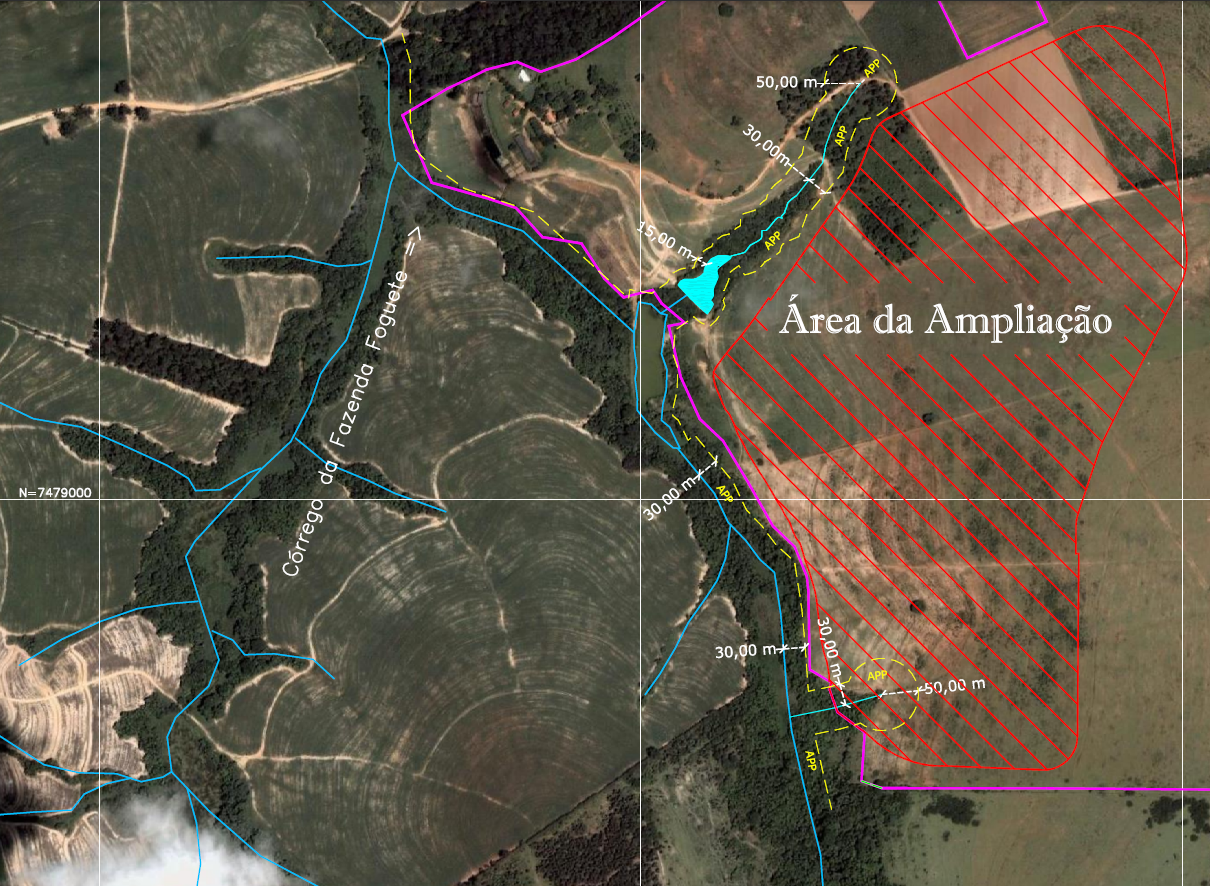 APP
50,00 m
30,00m
APP
15,00 m
APP
Córrego da Fazenda Foguete =>
Área da Ampliação
N=7479000
30,00 m
APP
30,00 m
30,00 m
APP
50,00 m
APP